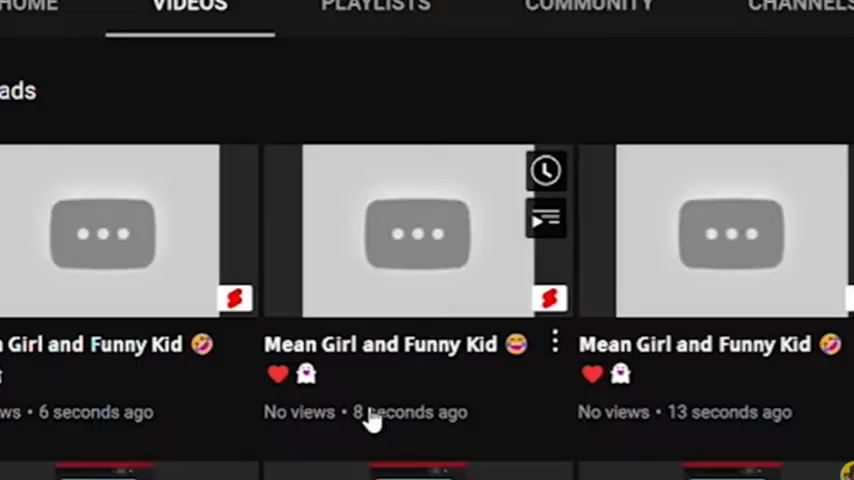 HOME VIDEOS PLAYLISTS COMMUNITY CHANNELS
ads
n Girl and Funny Kid 🤣 Mean Girl and Funny Kid 😂 Mean Girl and Funny Kid 🤣
❤️👻 ❤️👻
ws • 6 seconds ago No views • 8 seconds ago No views • 13 seconds ago